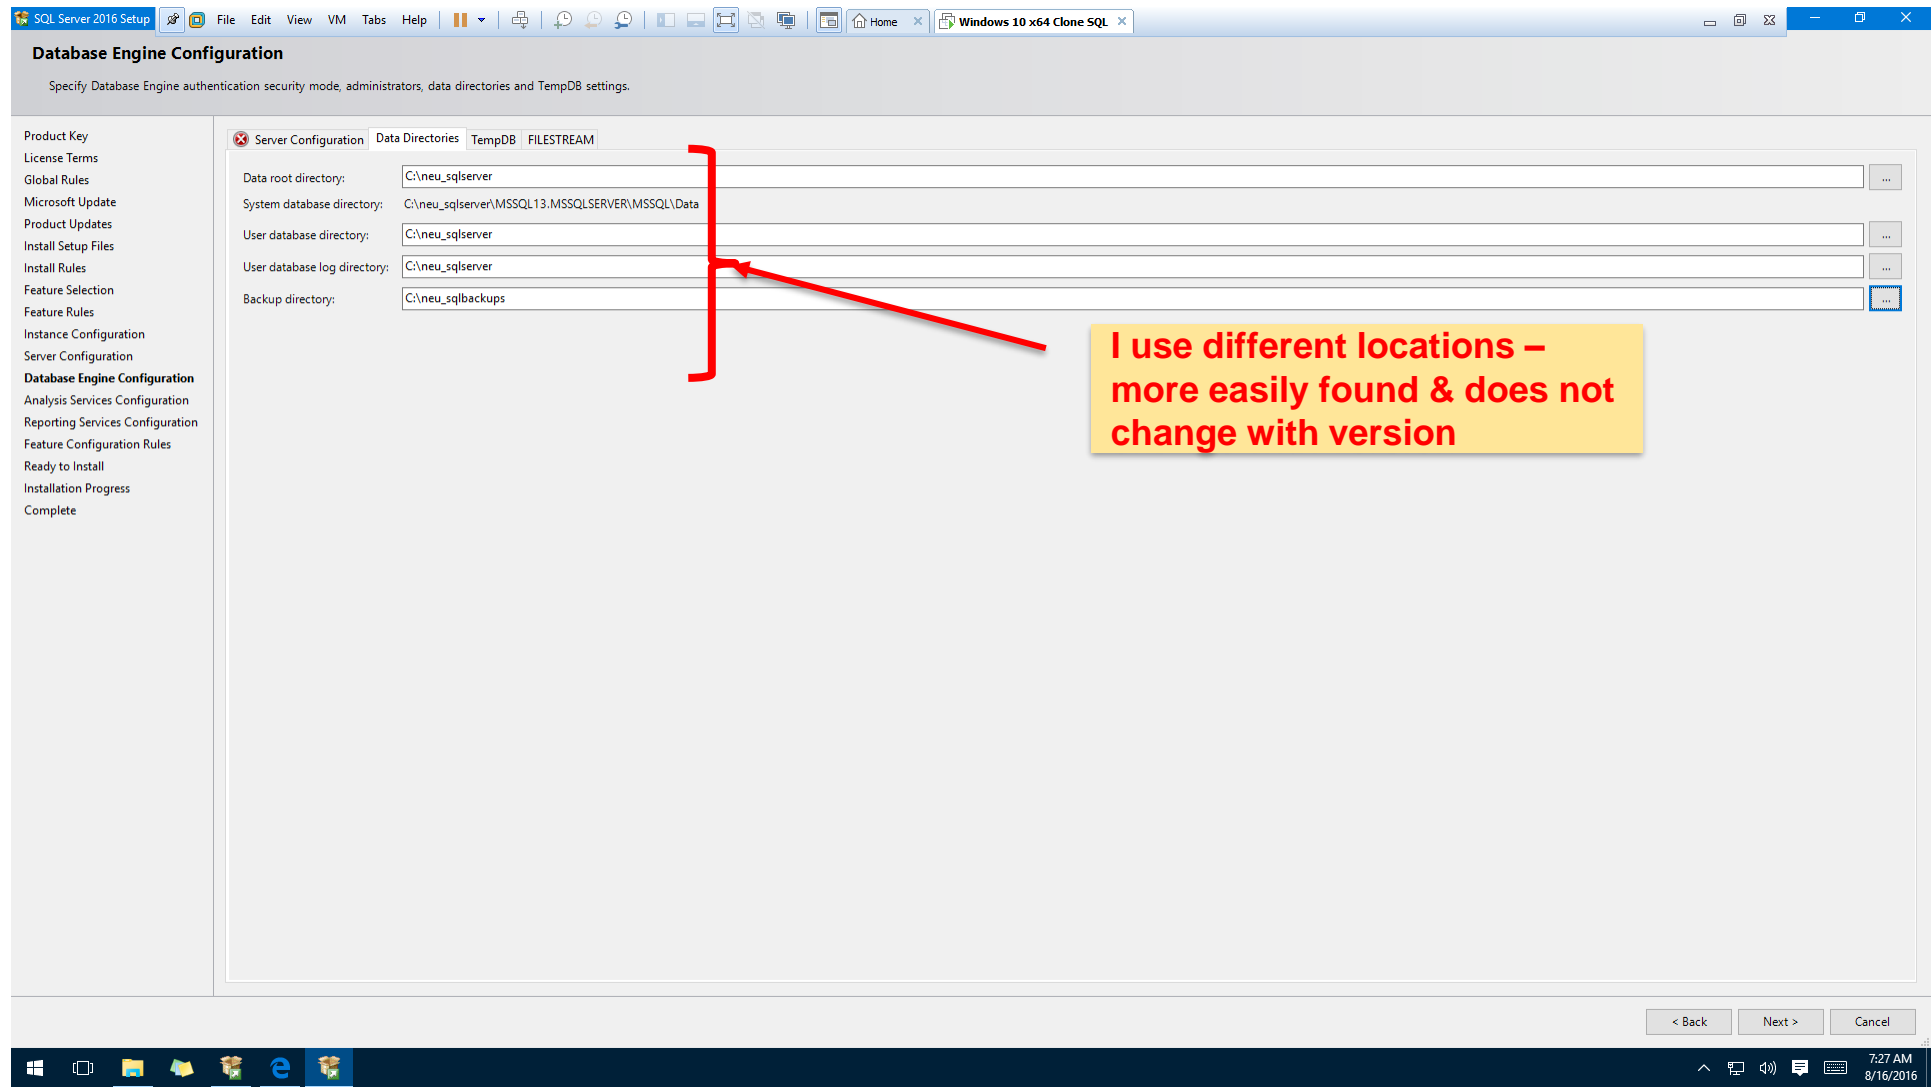 SQL Server 2016 Setup
File Edit View VM Tabs Help
Home
Windows 10 x64 Clone SQL
Database Engine Configuration
Specify Database Engine authentication security mode, administrators, data directories and TempDB settings.
Product Key
License Terms
Global Rules
Microsoft Update
Product Updates
Install Setup Files
Install Rules
Feature Selection
Feature Rules
Instance Configuration
Server Configuration
Database Engine Configuration
Analysis Services Configuration
Reporting Services Configuration
Feature Configuration Rules
Ready to Install
Installation Progress
Complete
Server Configuration Data Directories TempDB FILESTREAM
Data root directory: C:\neu_sqlserver ...
System database directory: C:\neu_sqlserver\MSSQL13.MSSQLSERVER\MSSQL\Data
User database directory: C:\neu_sqlserver ...
User database log directory: C:\neu_sqlserver ...
Backup directory: C:\neu_sqlbackups ...
I use different locations –
more easily found & does not
change with version
< Back Next > Cancel
7:27 AM
8/16/2016